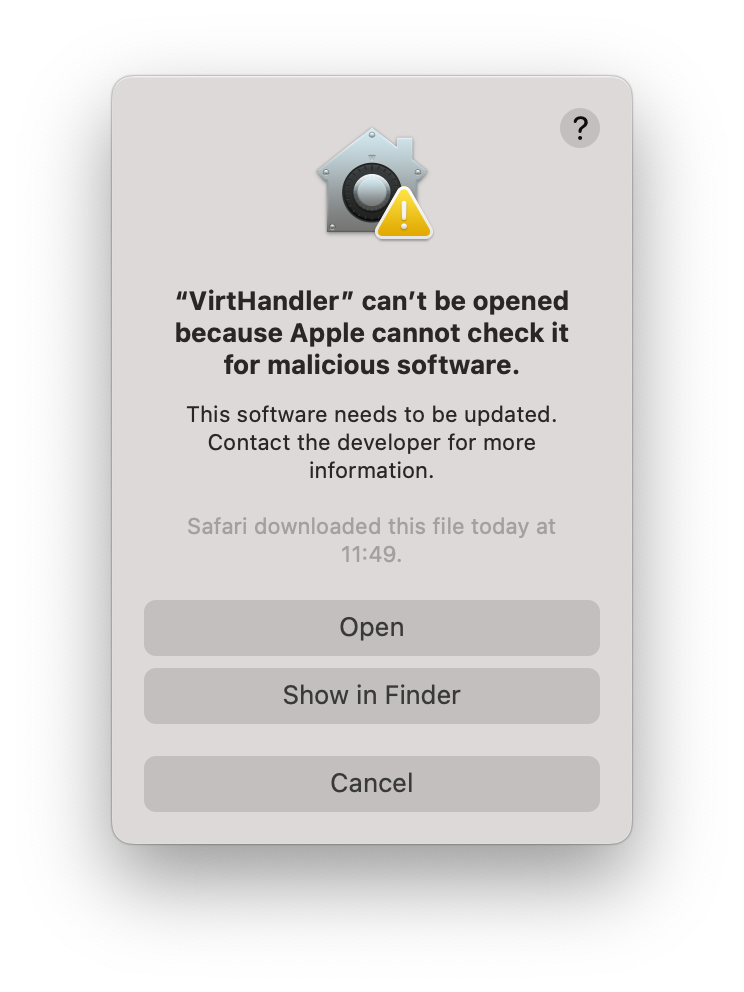 ?
“VirtHandler” can’t be opened
because Apple cannot check it
for malicious software.
This software needs to be updated.
Contact the developer for more
information.
Safari downloaded this file today at
11:49.
Open
Show in Finder
Cancel